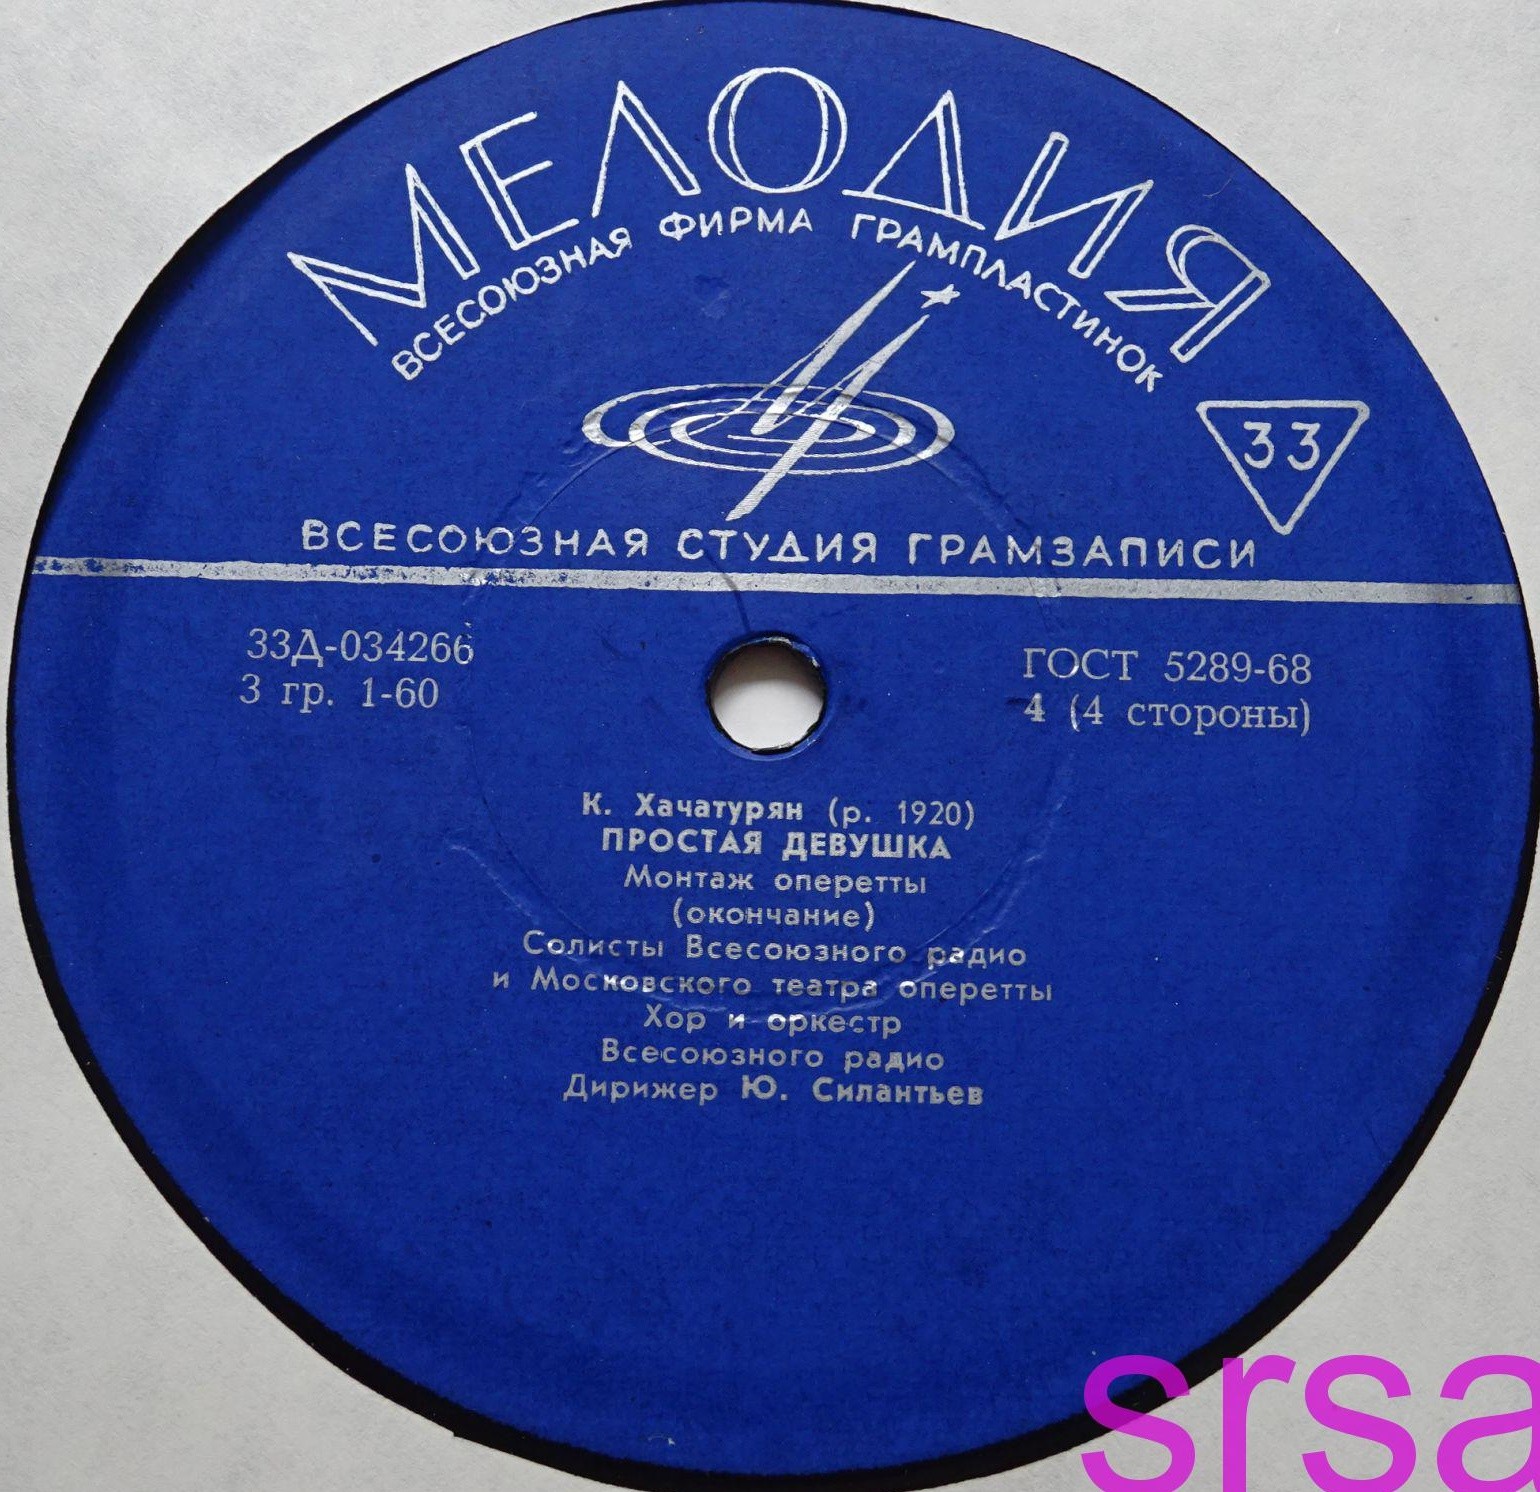 МЕЛОДИЯ
ВСЕСОЮЗНАЯ ФИРМА ГРАМПЛАСТИНОК
33
ВСЕСОЮЗНАЯ СТУДИЯ ГРАМЗАПИСИ
33Д-034266
3 гр. 1-60
ГОСТ 5289-68
4 (4 стороны)
К. Хачатурян (р. 1920)
ПРОСТАЯ ДЕВУШКА
Монтаж оперетты
(окончание)
Солисты Всесоюзного радио
и Московского театра оперетты
Хор и оркестр
Всесоюзного радио
Дирижер Ю. Силантьев
srsa